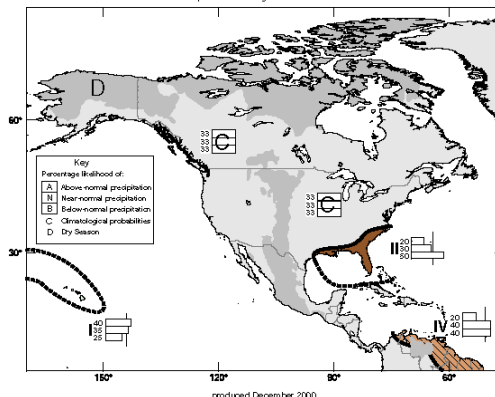 D
60°
33
33
33
C
Key
Percentage likelihood of:
A Above-normal precipitation
N Near-normal precipitation
B Below-normal precipitation
C Climatological probabilities
D Dry Season
33
33
33
C
30°
II
20
30
50
I
40
35
25
IV
20
40
40
150°
120°
90°
60°
produced December 2000